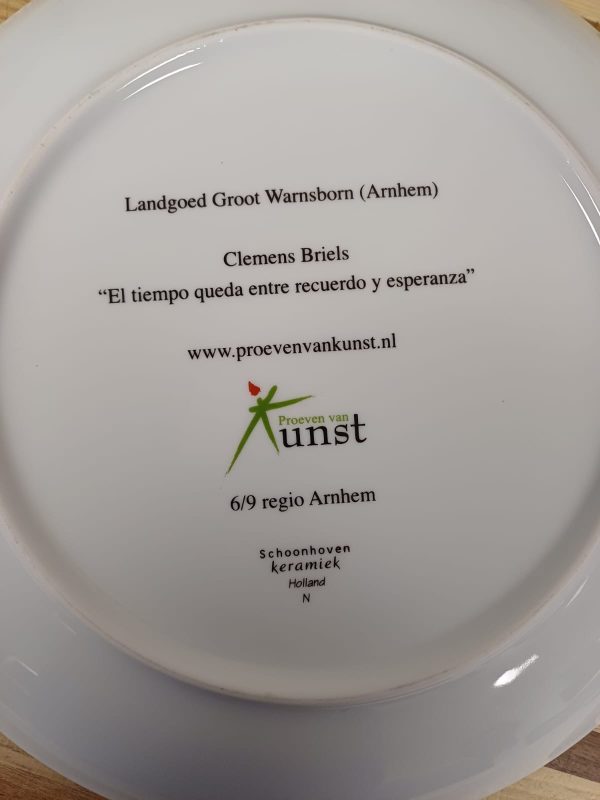 Landgoed Groot Warnsborn (Arnhem)
Clemens Briels
“El tiempo queda entre recuerdo y esperanza”
www.proevenvankunst.nl
Proeven van
Kunst
6/9 regio Arnhem
Schoonhoven
keramiek
Holland
N